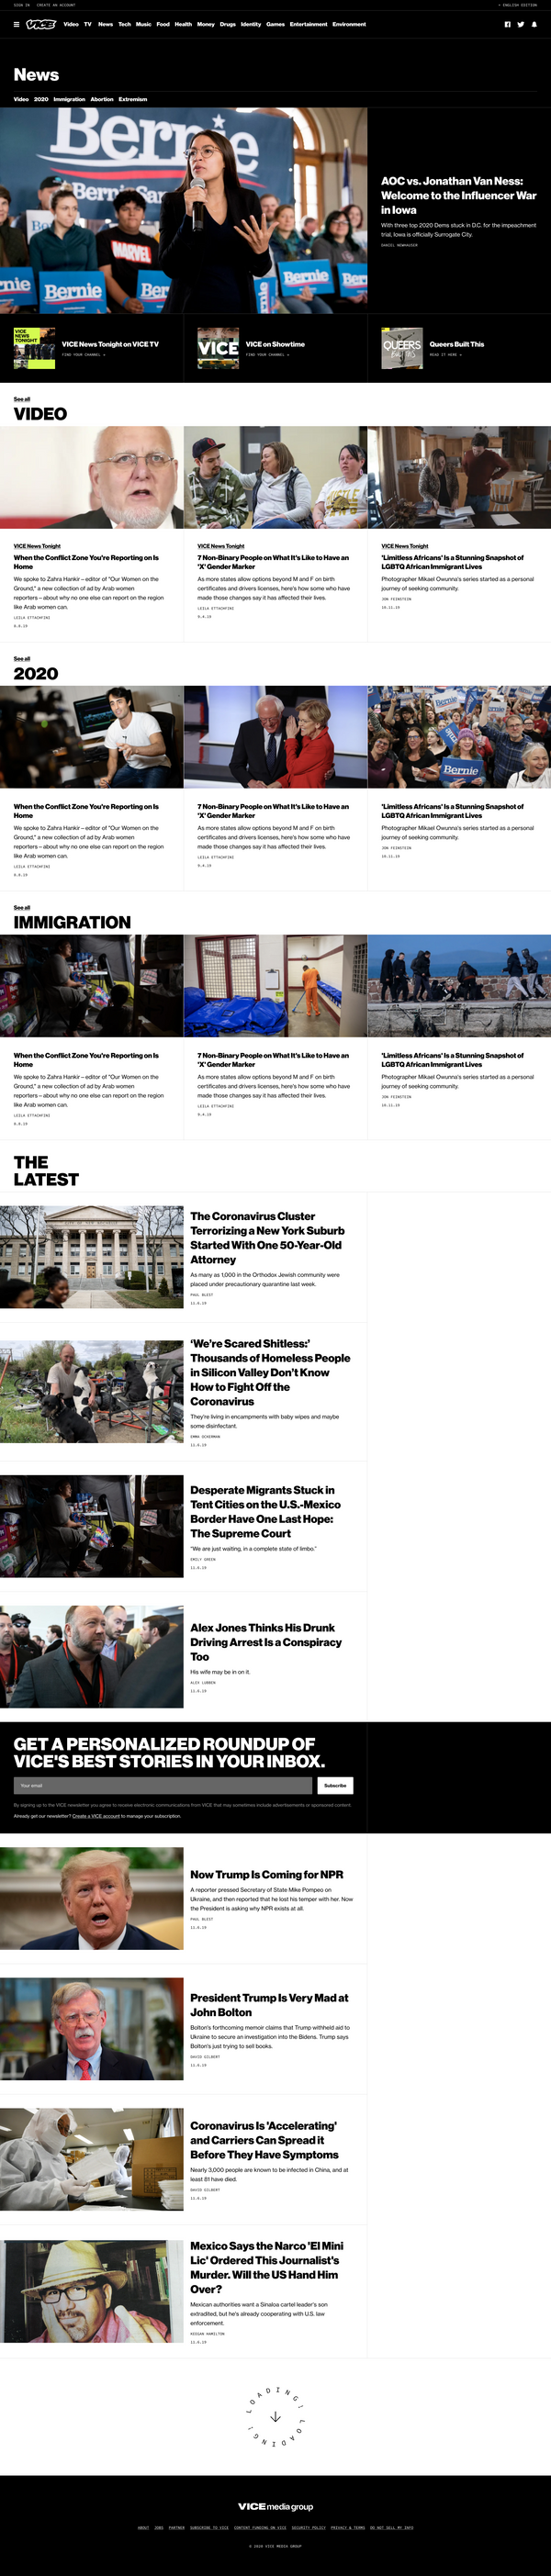 SIGN IN CREATE AN ACCOUNT
+ ENGLISH EDITION
VICE
Video TV News Tech Music Food Health Money Drugs Identity Games Entertainment Environment
News
Video 2020 Immigration Abortion Extremism
Bernie
Bernie
MARVEL
Bernie
Bernie
Bernie
AOC vs. Jonathan Van Ness:
Welcome to the Influencer War
in Iowa
With three top 2020 Dems stuck in D.C. for the impeachment
trial, Iowa is officially Surrogate City.
DANIEL NEWHAUSER
VICE
NEWS
TONIGHT
VICE News Tonight on VICE TV
FIND YOUR CHANNEL
VICE
VICE on Showtime
FIND YOUR CHANNEL
QUEERS
Queers Built This
READ IT HERE
See all
VIDEO
VICE News Tonight
When the Conflict Zone You're Reporting on Is
Home
We spoke to Zahra Hankir – editor of "Our Women on the
Ground," a new collection of ad by Arab women
reporters – about why no one else can report on the region
like Arab women can.
LEILA ETTACHFINI
9.6.19
VICE News Tonight
7 Non-Binary People on What It's Like to Have an
'X' Gender Marker
As more states allow options beyond M and F on birth
certificates and drivers licenses, here's how some who have
made those changes say it has affected their lives.
LEILA ETTACHFINI
9.4.19
VICE News Tonight
'Limitless Africans' Is a Stunning Snapshot of
LGBTQ African Immigrant Lives
Photographer Mikael Owunna's series started as a personal
journey of seeking community.
JON FEINSTEIN
10.11.19
See all
2020
Bernie
When the Conflict Zone You're Reporting on Is
Home
We spoke to Zahra Hankir – editor of "Our Women on the
Ground," a new collection of ad by Arab women
reporters – about why no one else can report on the region
like Arab women can.
LEILA ETTACHFINI
9.6.19
7 Non-Binary People on What It's Like to Have an
'X' Gender Marker
As more states allow options beyond M and F on birth
certificates and drivers licenses, here's how some who have
made those changes say it has affected their lives.
LEILA ETTACHFINI
9.4.19
'Limitless Africans' Is a Stunning Snapshot of
LGBTQ African Immigrant Lives
Photographer Mikael Owunna's series started as a personal
journey of seeking community.
JON FEINSTEIN
10.11.19
See all
IMMIGRATION
When the Conflict Zone You're Reporting on Is
Home
We spoke to Zahra Hankir – editor of "Our Women on the
Ground," a new collection of ad by Arab women
reporters – about why no one else can report on the region
like Arab women can.
LEILA ETTACHFINI
9.6.19
7 Non-Binary People on What It's Like to Have an
'X' Gender Marker
As more states allow options beyond M and F on birth
certificates and drivers licenses, here's how some who have
made those changes say it has affected their lives.
LEILA ETTACHFINI
9.4.19
'Limitless Africans' Is a Stunning Snapshot of
LGBTQ African Immigrant Lives
Photographer Mikael Owunna's series started as a personal
journey of seeking community.
JON FEINSTEIN
10.11.19
THE
LATEST
The Coronavirus Cluster
Terrorizing a New York Suburb
Started With One 50-Year-Old
Attorney
As many as 1,000 in the Orthodox Jewish community were
placed under precautionary quarantine last week.
PAUL BLEST
11.6.19
'We're Scared Shitless:'
Thousands of Homeless People
in Silicon Valley Don't Know
How to Fight Off the
Coronavirus
They're living in encampments with baby wipes and maybe
some disinfectant.
EMMA OCKERMAN
11.6.19
Desperate Migrants Stuck in
Tent Cities on the U.S.-Mexico
Border Have One Last Hope:
The Supreme Court
"We are just waiting, in a complete state of limbo."
EMILY GREEN
11.6.19
Alex Jones Thinks His Drunk
Driving Arrest Is a Conspiracy
Too
His wife may be in on it.
ALEX LUBBEN
11.6.19
GET A PERSONALIZED ROUNDUP OF
VICE'S BEST STORIES IN YOUR INBOX.
Your email
Subscribe
By signing up to the VICE newsletter you agree to receive electronic communications from VICE that may sometimes include advertisements or sponsored content.
Already get our newsletter? Create a VICE account to manage your subscription.
Now Trump Is Coming for NPR
A reporter pressed Secretary of State Mike Pompeo on
Ukraine, and then reported that he lost his temper with her. Now
the President is asking why NPR exists at all.
PAUL BLEST
11.6.19
President Trump Is Very Mad at
John Bolton
Bolton's forthcoming memoir claims that Trump withheld aid to
Ukraine to secure an investigation into the Bidens. Trump says
Bolton's just trying to sell books.
DAVID GILBERT
11.6.19
Coronavirus Is 'Accelerating'
and Carriers Can Spread it
Before They Have Symptoms
Nearly 3,000 people are known to be infected in China, and at
least 81 have died.
DAVID GILBERT
11.6.19
Mexico Says the Narco 'El Mini
Lic' Ordered This Journalist's
Murder. Will the US Hand Him
Over?
Mexican authorities want a Sinaloa cartel leader's son
extradited, but he's already cooperating with U.S. law
enforcement.
KEEGAN HAMILTON
11.6.19
LOADING! LOADING!
VICE media group
ABOUT JOBS PARTNER SUBSCRIBE TO VICE CONTENT FUNDING ON VICE SECURITY POLICY PRIVACY & TERMS DO NOT SELL MY INFO
© 2020 VICE MEDIA GROUP